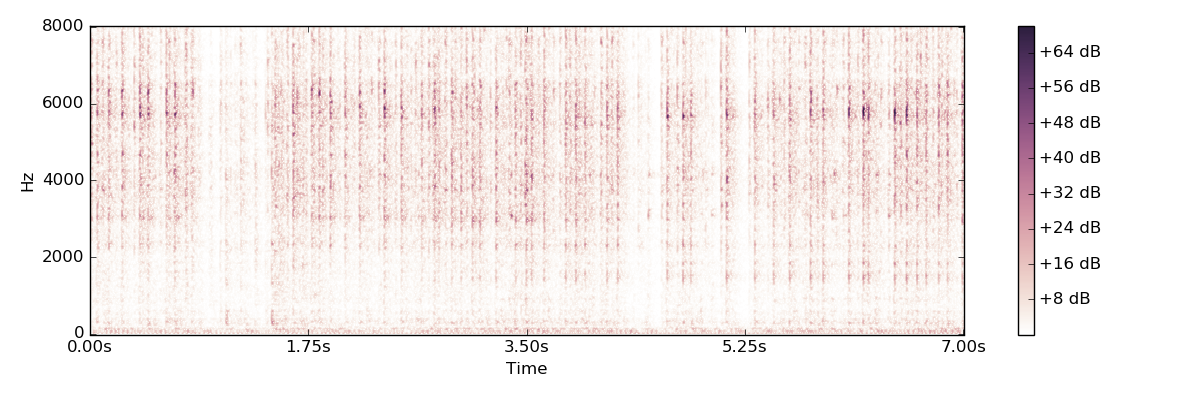 8000
6000
4000
2000
0
Hz
0.00s 1.75s 3.50s 5.25s 7.00s
Time
+64 dB
+56 dB
+48 dB
+40 dB
+32 dB
+24 dB
+16 dB
+8 dB